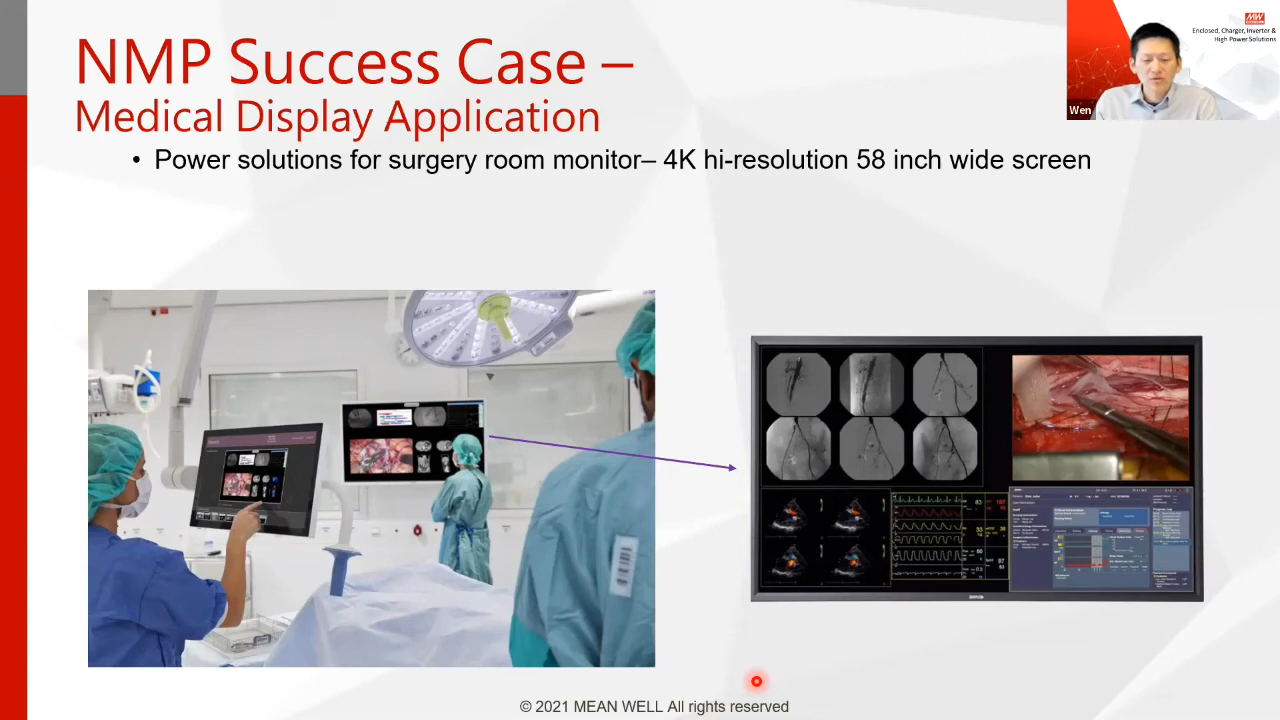 NMP Success Case –
Medical Display Application
• Power solutions for surgery room monitor– 4K hi-resolution 58 inch wide screen
MW
Enclosed, Charger, Inverter &
High Power Solutions
Wen
© 2021 MEAN WELL All rights reserved